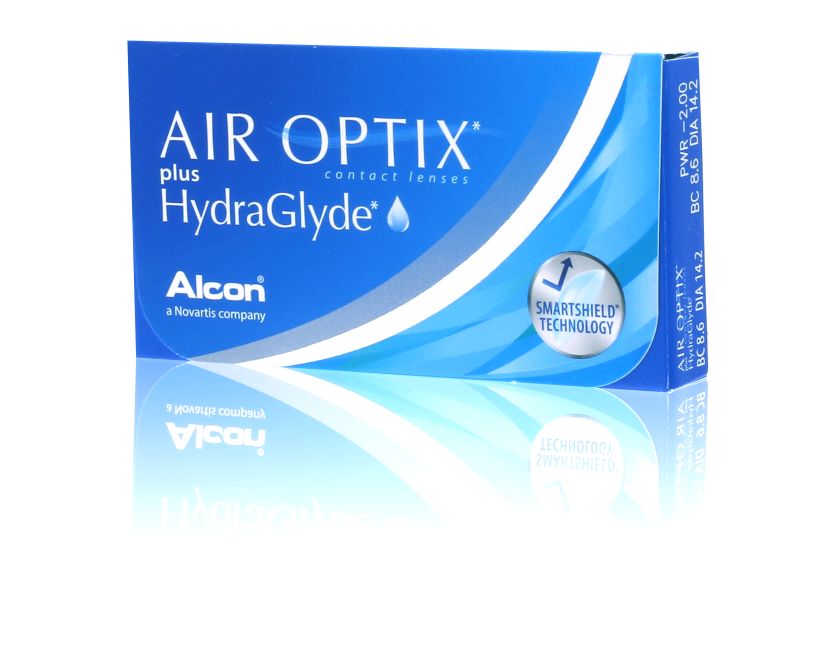 AIR OPTIX*
plus
contact lenses
HydraGlyde*
Alcon®
a Novartis company
SMARTSHIELD®
TECHNOLOGY
PWR −2.00
BC 8.6 DIA 14.2
AIR OPTIX*
plus HydraGlyde*
BC 8.6 DIA 14.2